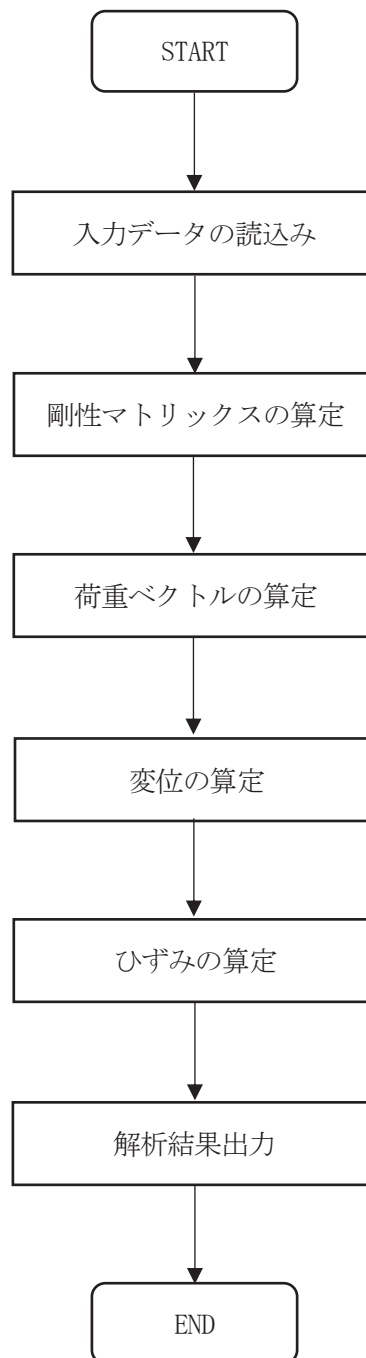 START
入力データの読込み
剛性マトリックスの算定
荷重ベクトルの算定
変位の算定
ひずみの算定
解析結果出力
END